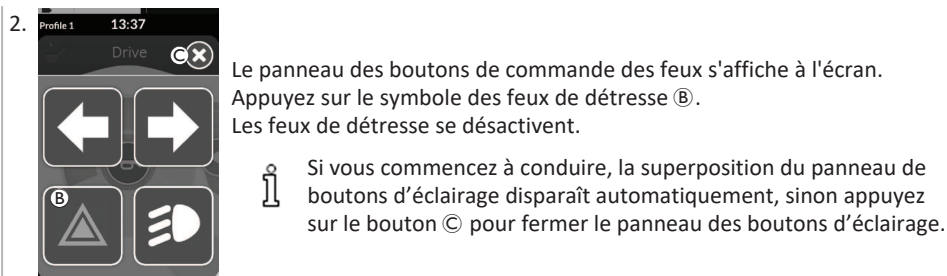 2.
Profile 1 13:37
Drive Ⓒ
Le panneau des boutons de commande des feux s'affiche à l'écran.
Appuyez sur le symbole des feux de détresse Ⓑ.
Les feux de détresse se désactivent.
Si vous commencez à conduire, la superposition du panneau de
boutons d’éclairage disparaît automatiquement, sinon appuyez
sur le bouton Ⓒ pour fermer le panneau des boutons d’éclairage.
Ⓑ